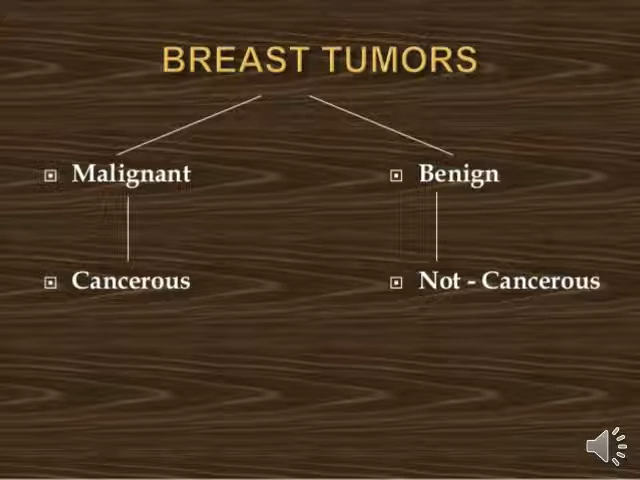 BREAST TUMORS
Malignant
Benign
Cancerous
Not - Cancerous